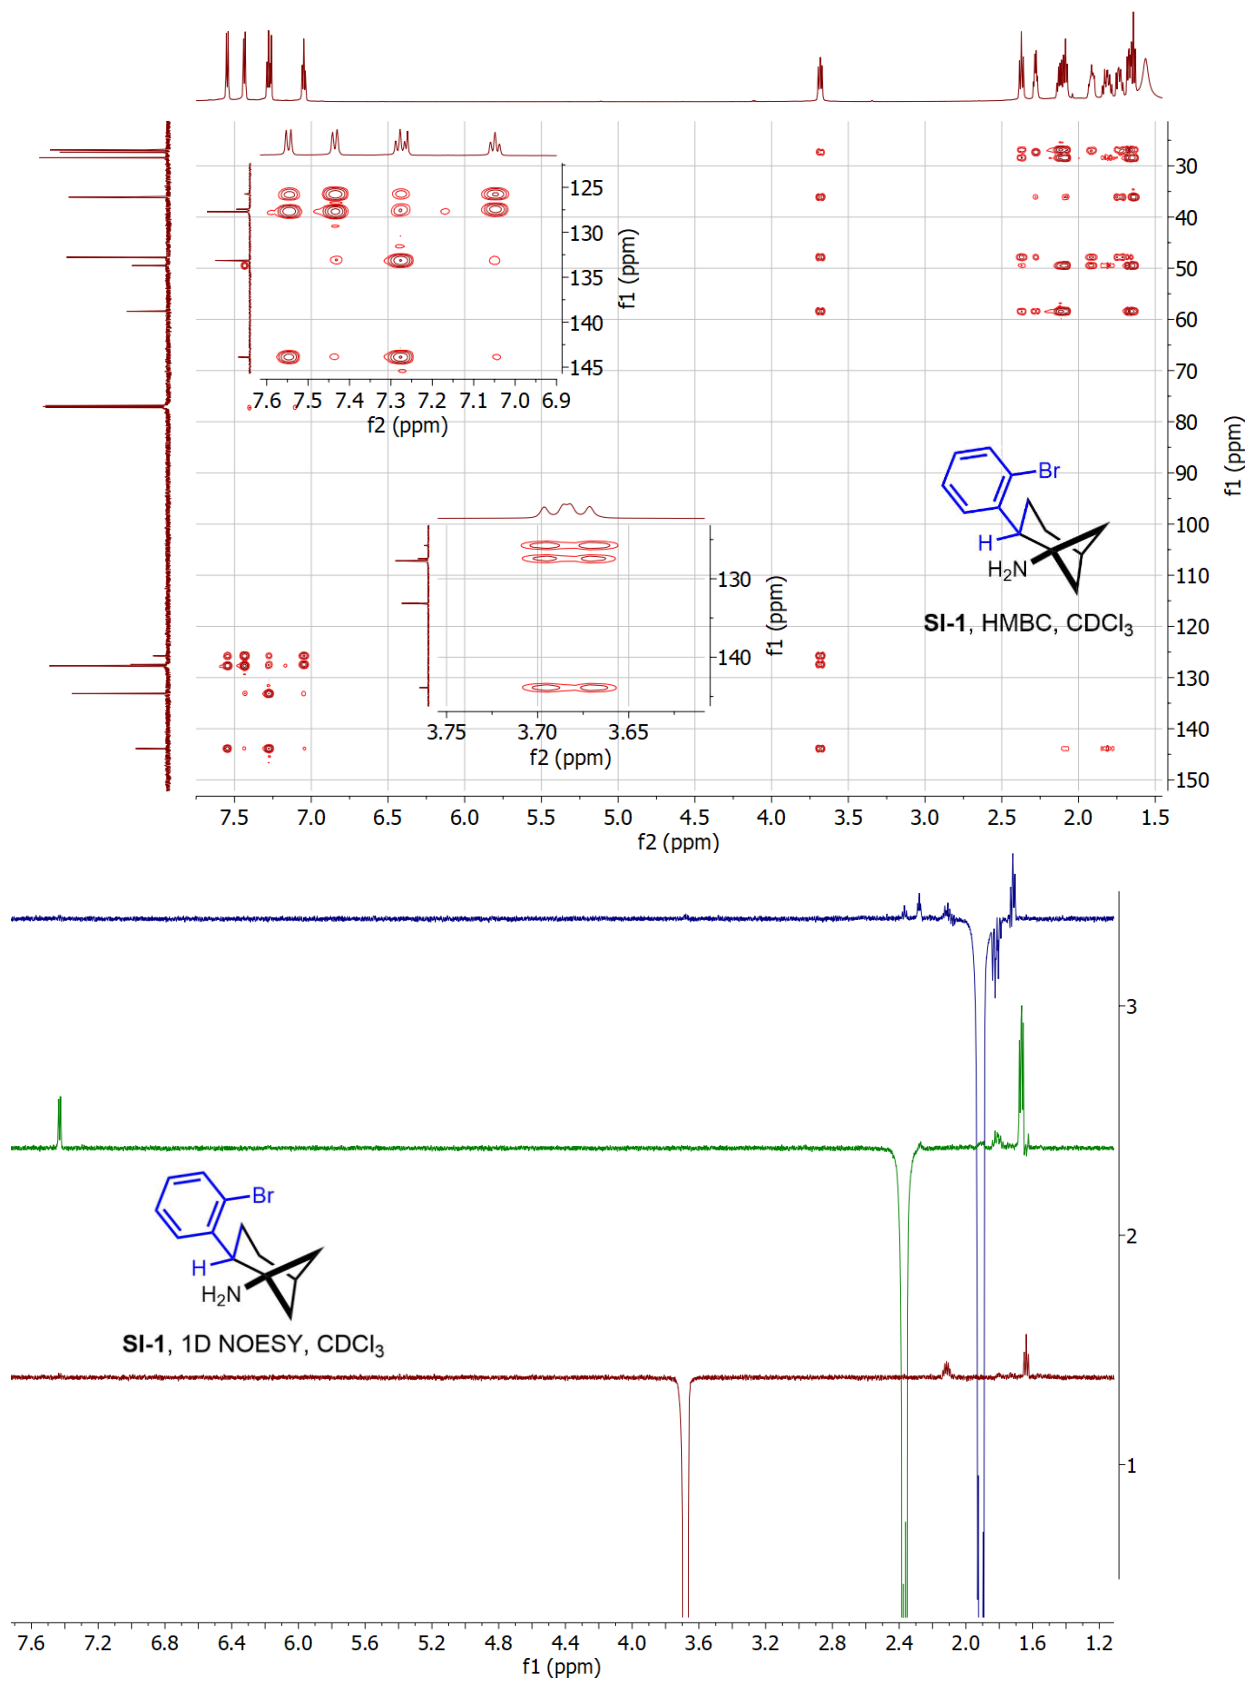 125
130
135
140
145
f1 (ppm)
7.6 7.5 7.4 7.3 7.2 7.1 7.0 6.9
f2 (ppm)
130
140
f1 (ppm)
3.75 3.70 3.65
f2 (ppm)
Br
H
H₂N
SI-1, HMBC, CDCl₃
30
40
50
60
70
80
90
100
110
120
130
140
150
f1 (ppm)
7.5 7.0 6.5 6.0 5.5 5.0 4.5 4.0 3.5 3.0 2.5 2.0 1.5
f2 (ppm)
3
2
1
Br
H
H₂N
SI-1, 1D NOESY, CDCl₃
7.6 7.2 6.8 6.4 6.0 5.6 5.2 4.8 4.4 4.0 3.6 3.2 2.8 2.4 2.0 1.6 1.2
f1 (ppm)